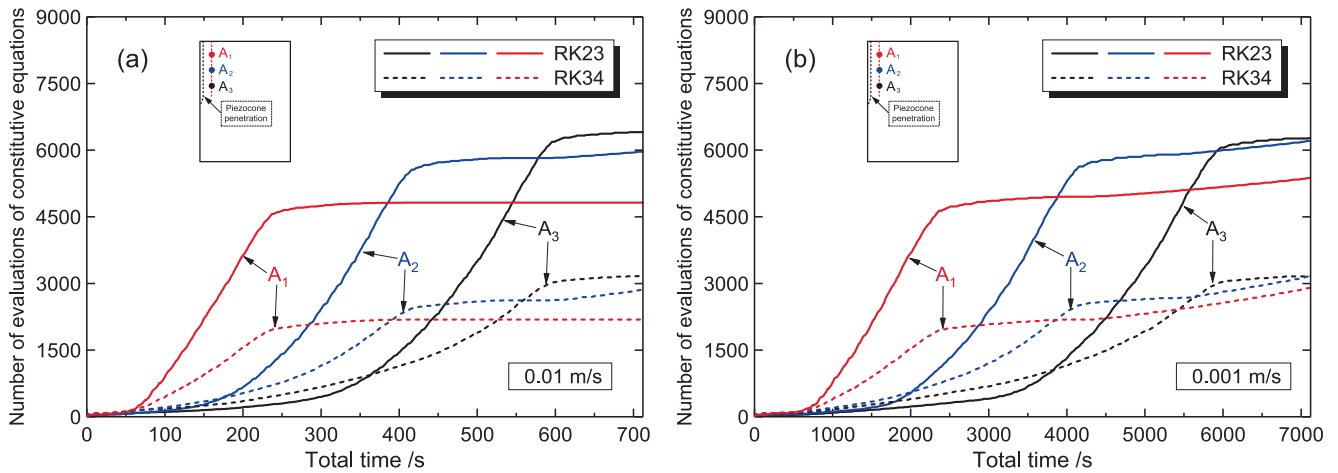 (a)
A1
A2
A3
Piezocone
penetration
RK23
RK34
A1
A2
A3
0.01 m/s
9000
7500
6000
4500
3000
1500
0
0 100 200 300 400 500 600 700
Number of evaluations of constitutive equations
Total time /s
(b)
A1
A2
A3
Piezocone
penetration
RK23
RK34
A1
A2
A3
0.001 m/s
9000
7500
6000
4500
3000
1500
0
0 1000 2000 3000 4000 5000 6000 7000
Number of evaluations of constitutive equations
Total time /s